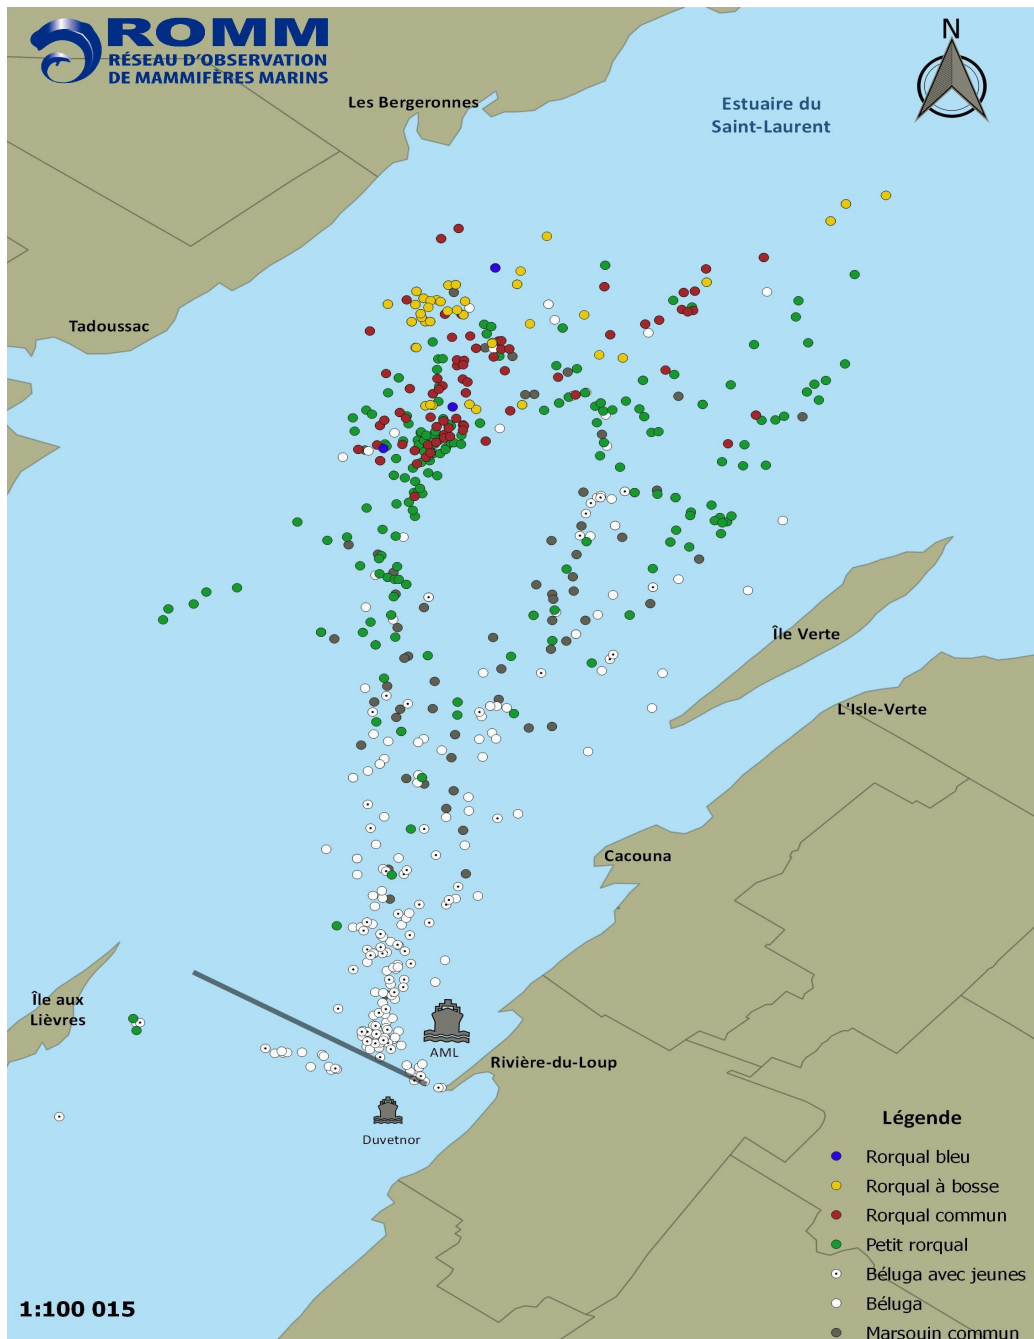 ROMM
RÉSEAU D'OBSERVATION
DE MAMMIFÈRES MARINS
N
Les Bergeronnes
Estuaire du
Saint-Laurent
Tadoussac
Île Verte
L'Isle-Verte
Cacouna
Île aux
Lièvres
AML
Rivière-du-Loup
Duvetnor
Légende
Rorqual bleu
Rorqual à bosse
Rorqual commun
Petit rorqual
Béluga avec jeunes
Béluga
Marsouin commun
1:100 015